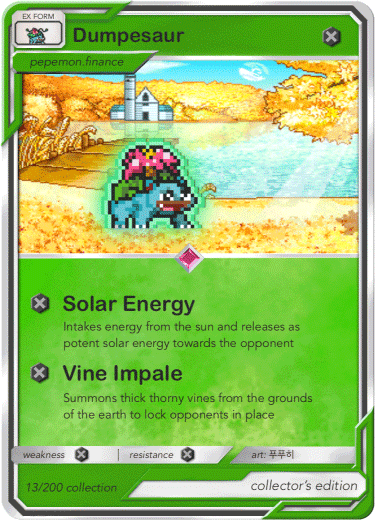 EX FORM
Dumpesaur
pepemon.finance
Solar Energy
Intakes energy from the sun and releases as
potent solar energy towards the opponent
Vine Impale
Summons thick thorny vines from the grounds
of the earth to lock opponents in place
weakness | resistance art: 푸푸히
13/200 collection collector's edition